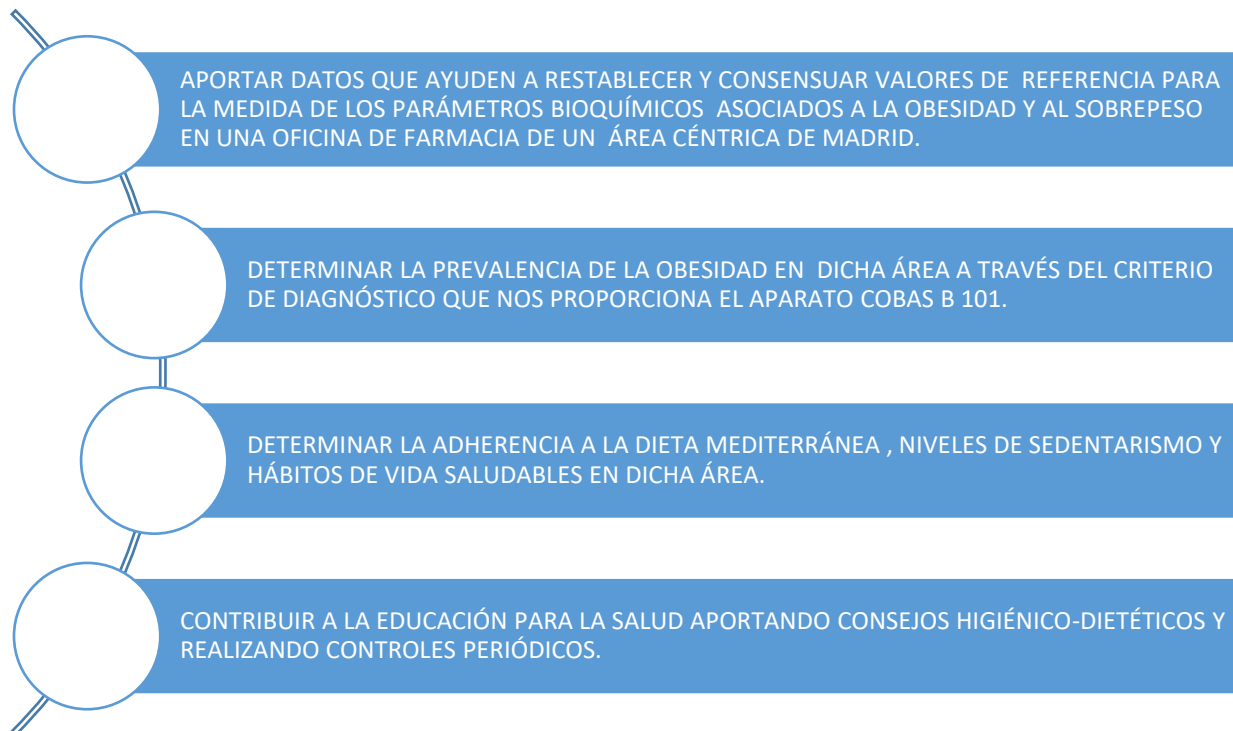 APORTAR DATOS QUE AYUDEN A RESTABLECER Y CONSENSUAR VALORES DE REFERENCIA PARA
LA MEDIDA DE LOS PARÁMETROS BIOQUÍMICOS ASOCIADOS A LA OBESIDAD Y AL SOBREPESO
EN UNA OFICINA DE FARMACIA DE UN ÁREA CÉNTRICA DE MADRID.
DETERMINAR LA PREVALENCIA DE LA OBESIDAD EN DICHA ÁREA A TRAVÉS DEL CRITERIO
DE DIAGNÓSTICO QUE NOS PROPORCIONA EL APARATO COBAS B 101.
DETERMINAR LA ADHERENCIA A LA DIETA MEDITERRÁNEA , NIVELES DE SEDENTARISMO Y
HÁBITOS DE VIDA SALUDABLES EN DICHA ÁREA.
CONTRIBUIR A LA EDUCACIÓN PARA LA SALUD APORTANDO CONSEJOS HIGIÉNICO-DIETÉTICOS Y
REALIZANDO CONTROLES PERIÓDICOS.